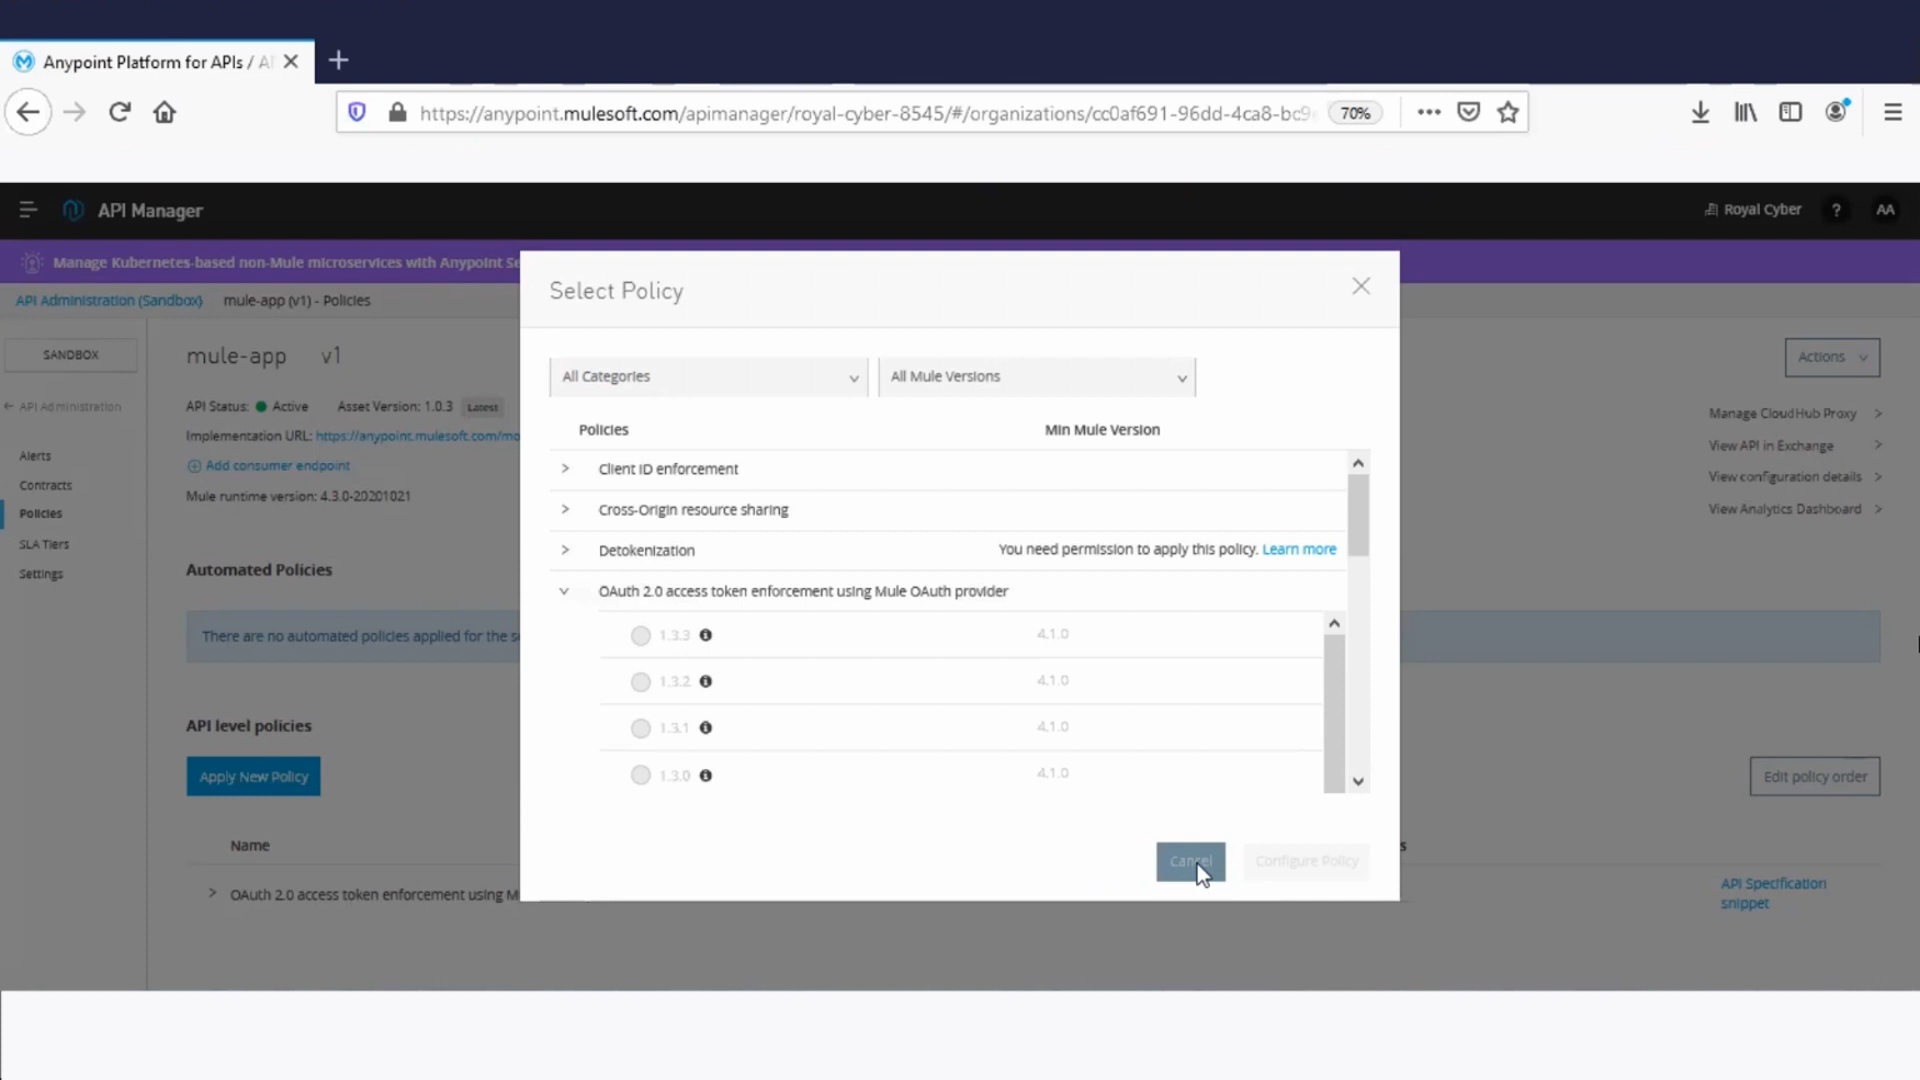 Anypoint Platform for APIs / A
https://anypoint.mulesoft.com/apimanager/royal-cyber-8545/#/organizations/cc0af691-96dd-4ca8-bc9
70%
API Manager
Royal Cyber
?
AA
Manage Kubernetes-based non-Mule microservices with Anypoint Se
API Administration (Sandbox)
mule-app (v1) - Policies
SANDBOX
API Administration
Alerts
Contracts
Policies
SLA Tiers
Settings
mule-app v1
API Status: Active Asset Version: 1.0.3 Latest
Implementation URL: https://anypoint.mulesoft.com/mo
Add consumer endpoint
Mule runtime version: 4.3.0-20201021
Actions
Manage CloudHub Proxy
View API in Exchange
View configuration details
View Analytics Dashboard
Automated Policies
There are no automated policies applied for the s
API level policies
Apply New Policy
Edit policy order
Name
OAuth 2.0 access token enforcement using M
API Specification
snippet
Select Policy
All Categories
All Mule Versions
Policies Min Mule Version
Client ID enforcement
Cross-Origin resource sharing
Detokenization You need permission to apply this policy. Learn more
OAuth 2.0 access token enforcement using Mule OAuth provider
1.3.3 4.1.0
1.3.2 4.1.0
1.3.1 4.1.0
1.3.0 4.1.0
Cancel
Configure Policy